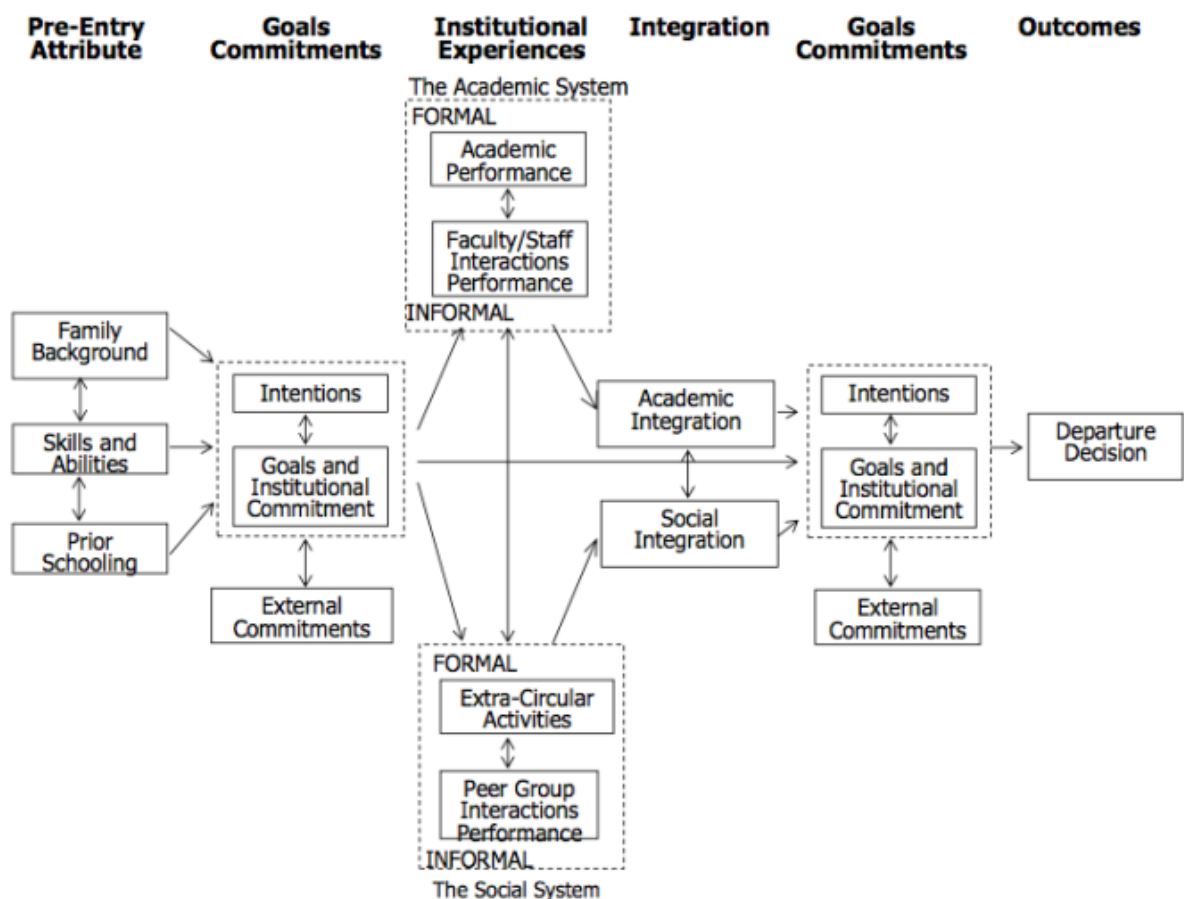 Pre-Entry
Attribute
Goals
Commitments
Institutional
Experiences
Integration
Goals
Commitments
Outcomes
The Academic System
FORMAL
Academic
Performance
Faculty/Staff
Interactions
Performance
INFORMAL
Family
Background
Skills and
Abilities
Prior
Schooling
Intentions
Goals and
Institutional
Commitment
External
Commitments
Academic
Integration
Social
Integration
Intentions
Goals and
Institutional
Commitment
External
Commitments
Departure
Decision
FORMAL
Extra-Circular
Activities
Peer Group
Interactions
Performance
INFORMAL
The Social System